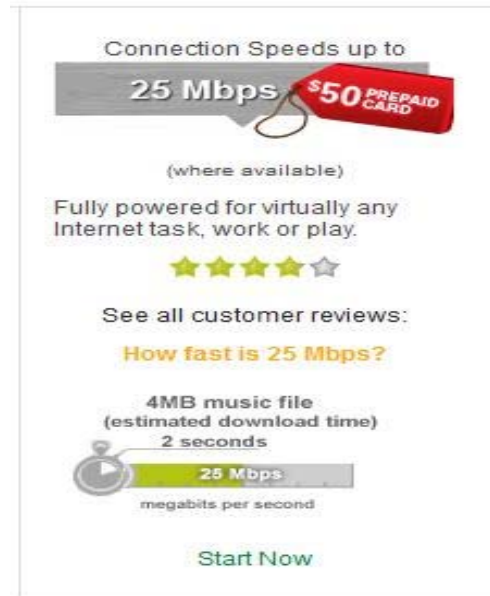 Connection Speeds up to
25 Mbps
$50 PREPAID
CARD
(where available)
Fully powered for virtually any
Internet task, work or play.
See all customer reviews:
How fast is 25 Mbps?
4MB music file
(estimated download time)
2 seconds
25 Mbps
megabits per second
Start Now